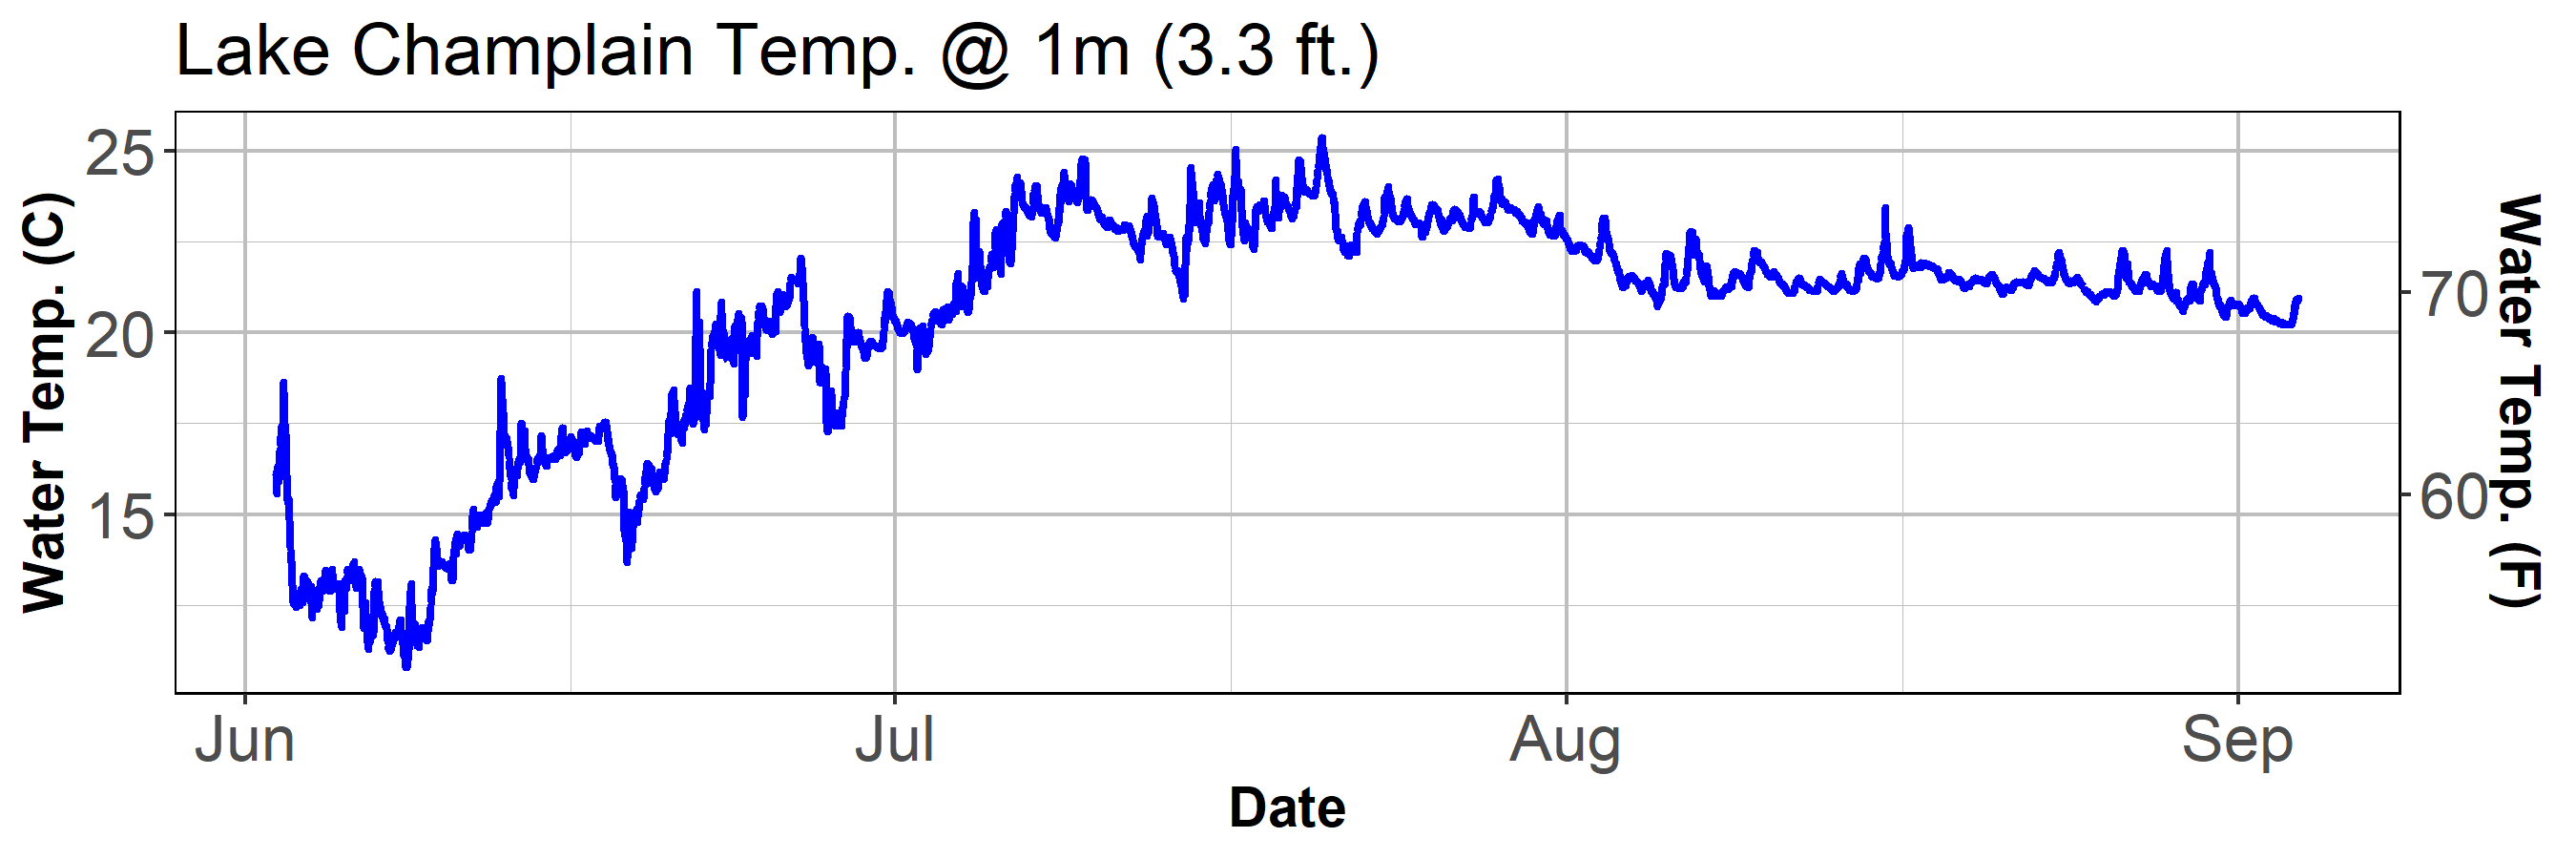 Lake Champlain Temp. @ 1m (3.3 ft.)
Water Temp. (C)
25
20
15
70
60
Water Temp. (F)
Jun
Jul
Aug
Sep
Date